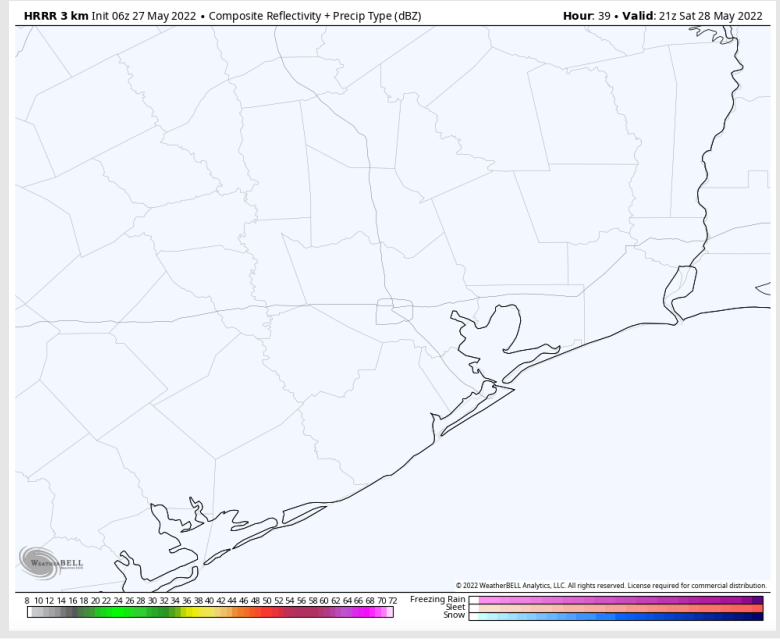 HRRR 3 km Init 06z 27 May 2022 • Composite Reflectivity + Precip Type (dBZ) Hour: 39 • Valid: 21z Sat 28 May 2022
WEATHERBELL
© 2022 WeatherBELL Analytics, LLC. All rights reserved. License required for commercial distribution.
8 10 12 14 16 18 20 22 24 26 28 30 32 34 36 38 40 42 44 46 48 50 52 54 56 58 60 62 64 66 68 70 72
Freezing Rain
Sleet
Snow